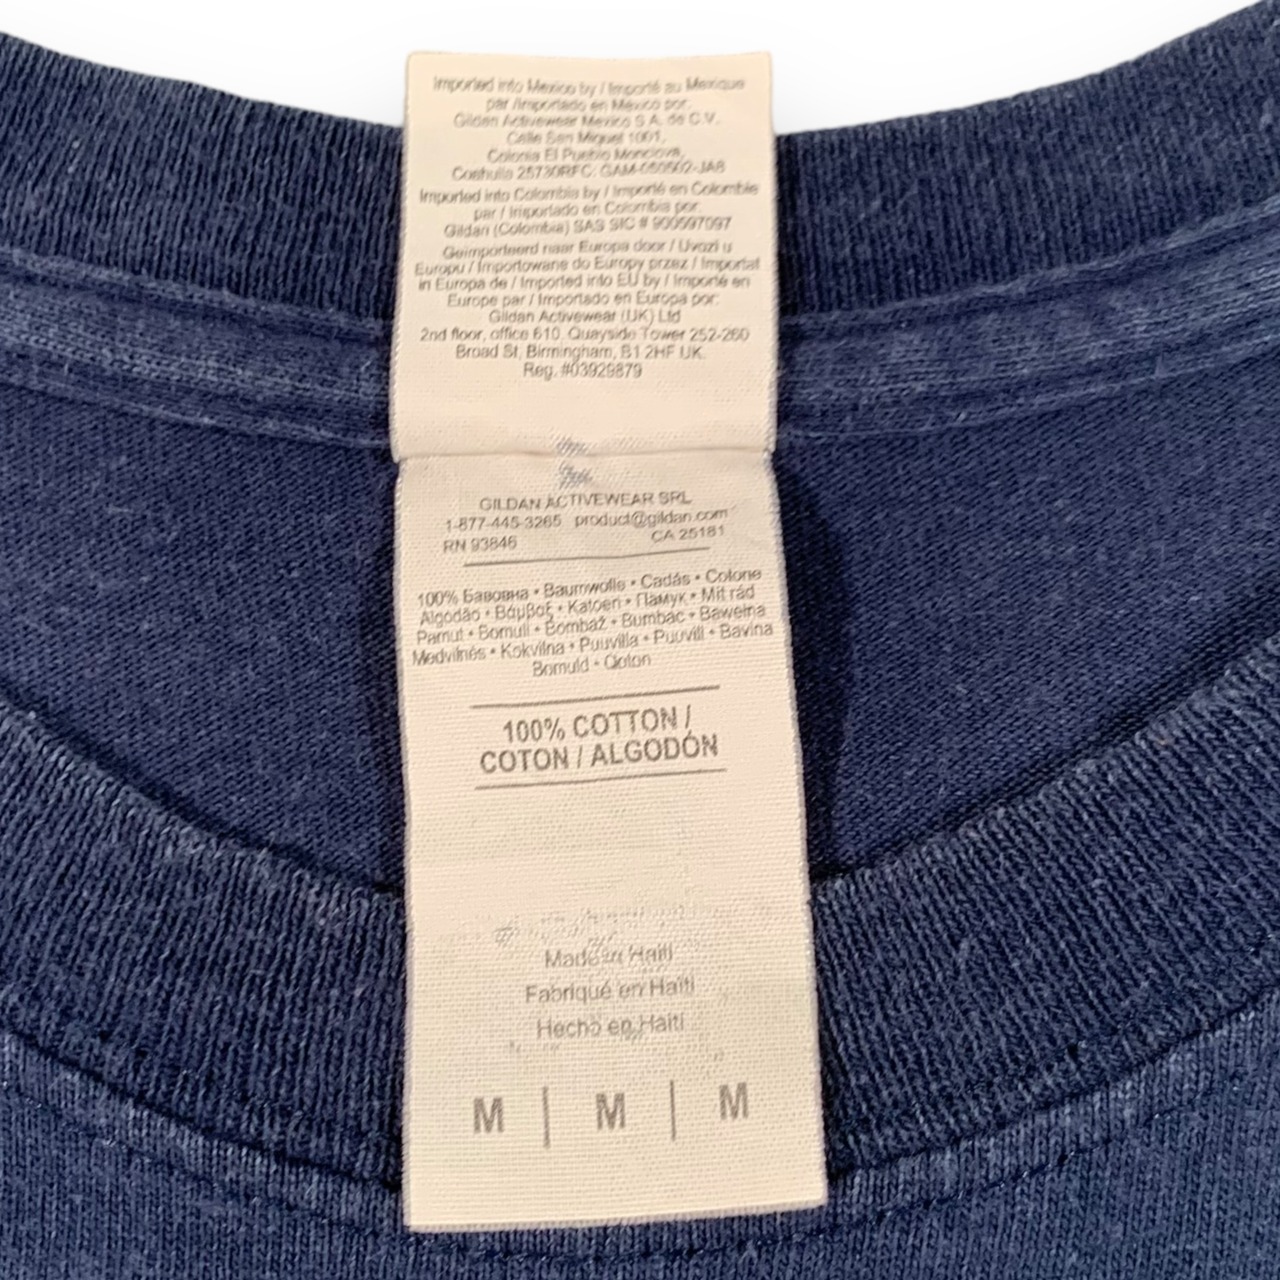 Imported into Mexico by / Importé au Mexique
par /Importado en Mexico por:
Gildan Activewear Mexico S A. de C.V.
Calle San Miguel 1001,
Colonia El Pueblo Monclova,
Coahuila 25730RFC: GAM-050502-JA8
Imported into Colombia by / Importé en Colombie
par / Importado en Colombia por:
Gildan (Colombia) SAS SIC # 900597097
Geïmporteerd naar Europa door / Uvozi u
Europu / Importowane do Europy przez / Importat
in Europa de / Imported into EU by / Importé en
Europe par / Importado en Europa por:
Gildan Activewear (UK) Ltd
2nd floor, office 610. Quayside Tower 252-260
Broad St, Birmingham, B1 2HF UK.
Reg. #03929879
GILDAN ACTIVEWEAR SRL
1-877-445-3265 product@gildan.com
RN 93846 CA 25181
100% Бавовна • Baumwolle • Cadás • Cotone
Algodão • Βάμβαξ • Katoen • Памук • Mit rád
Pamut • Bomull • Bombaž • Bumbac • Bawełna
Medvilnės • Kokvilna • Puuvilla • Puuvill • Bavlna
Bomuld • Qoton
100% COTTON /
COTON / ALGODÓN
Made in Haiti
Fabriqué en Haïti
Hecho en Haiti
M | M | M